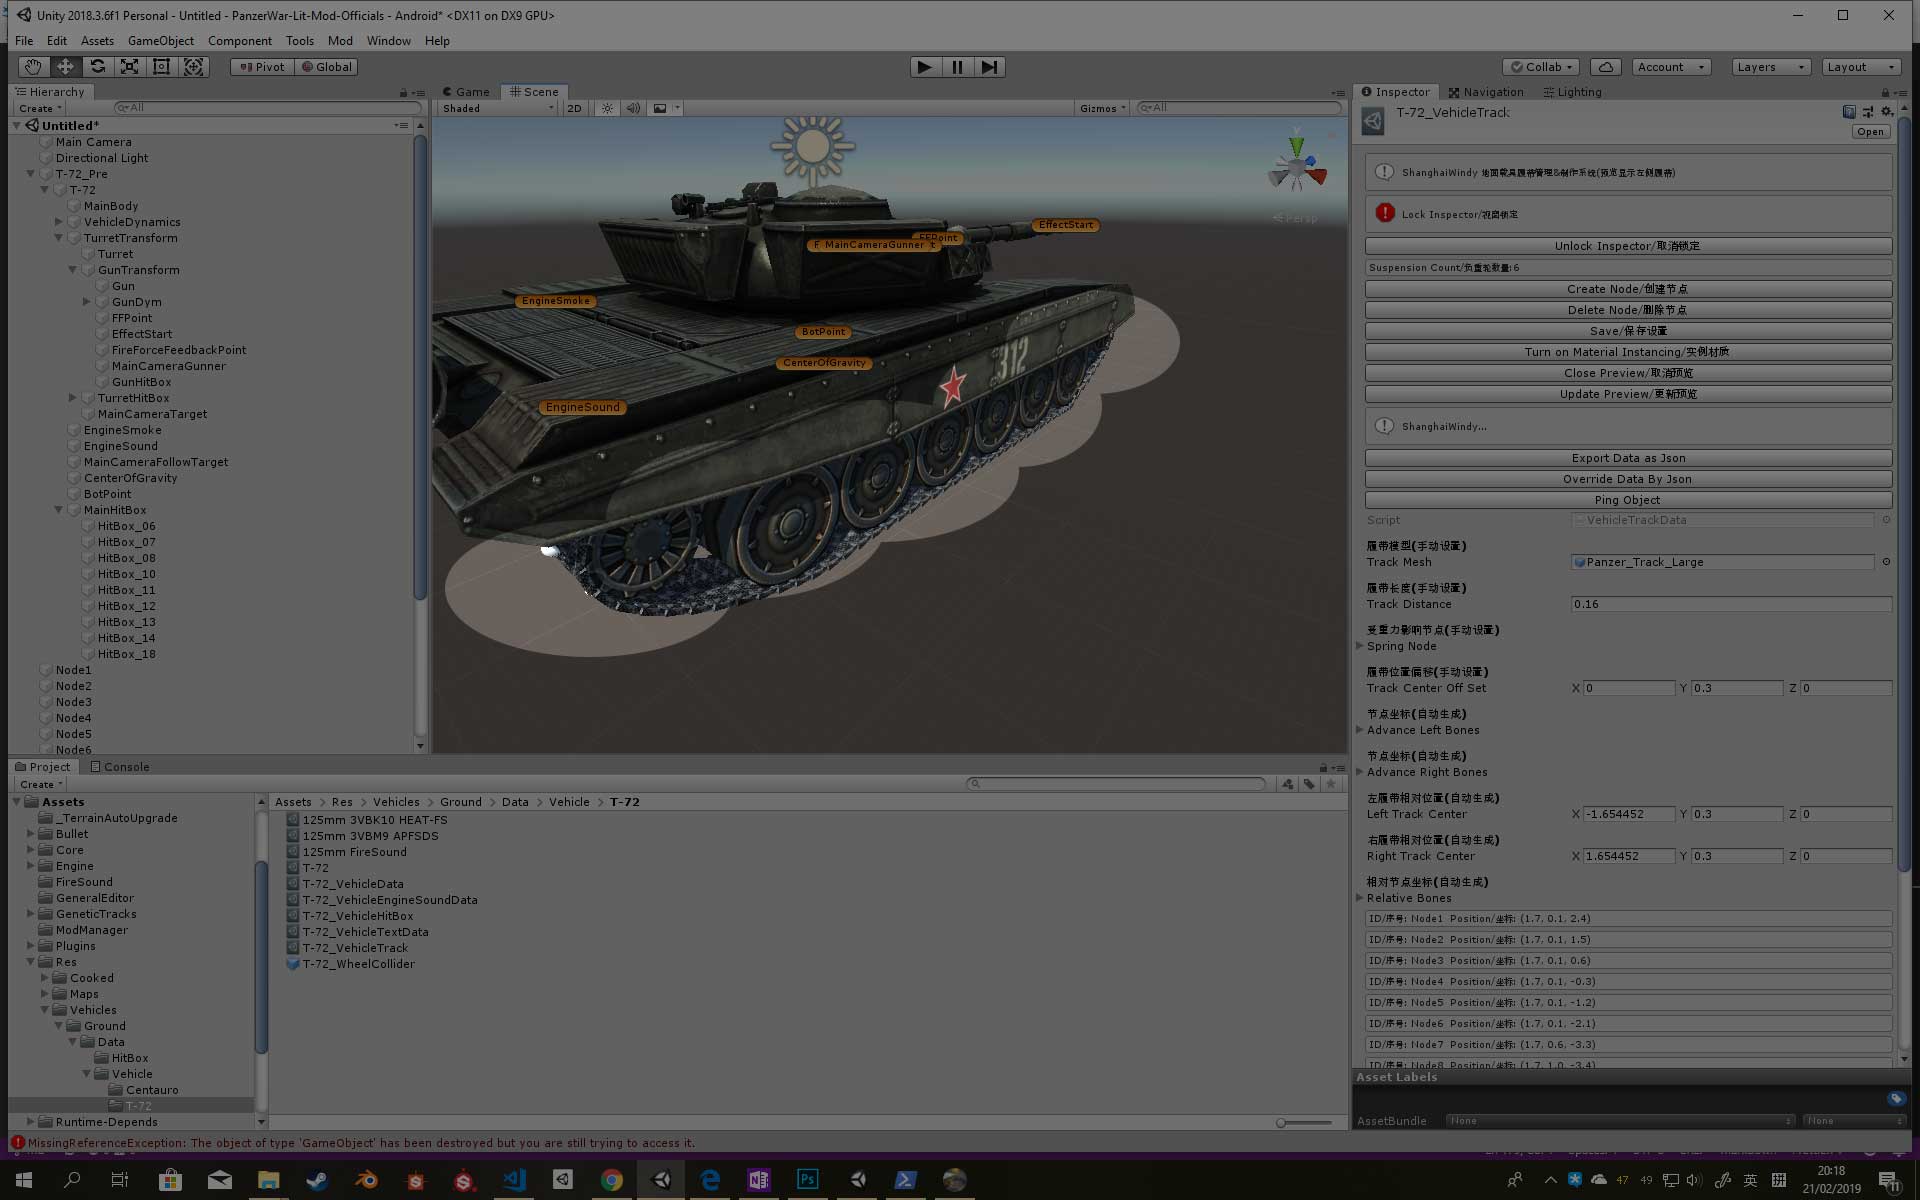 Unity 2018.3.6f1 Personal - Untitled - PanzerWar-Lit-Mod-Officials - Android* <DX11 on DX9 GPU>
File Edit Assets GameObject Component Tools Mod Window Help
Pivot Global Collab Account Layers Layout
Hierarchy
Create All
Untitled*
Main Camera
Directional Light
T-72_Pre
T-72
MainBody
VehicleDynamics
TurretTransform
Turret
GunTransform
Gun
GunDym
FFPoint
EffectStart
FireForceFeedbackPoint
MainCameraGunner
GunHitBox
TurretHitBox
MainCameraTarget
EngineSmoke
EngineSound
MainCameraFollowTarget
CenterOfGravity
BotPoint
MainHitBox
HitBox_06
HitBox_07
HitBox_08
HitBox_10
HitBox_11
HitBox_12
HitBox_13
HitBox_14
HitBox_18
Node1
Node2
Node3
Node4
Node5
Node6
Game Scene
Shaded 2D Gizmos All
y
Persp
EffectStart
FFPoint
F MainCameraGunner t
EngineSmoke
BotPoint
CenterOfGravity
EngineSound
312
Inspector Navigation Lighting
T-72_VehicleTrack
Open
ShanghaiWindy 地面载具履带管理&制作系统(预览显示左侧履带)
Lock Inspector/视窗锁定
Unlock Inspector/取消锁定
Suspension Count/负重轮数量:6
Create Node/创建节点
Delete Node/删除节点
Save/保存设置
Turn on Material Instancing/实例材质
Close Preview/取消预览
Update Preview/更新预览
ShanghaiWindy...
Export Data as Json
Override Data By Json
Ping Object
Script VehicleTrackData
履带模型(手动设置)
Track Mesh Panzer_Track_Large
履带长度(手动设置)
Track Distance 0.16
受重力影响节点(手动设置)
Spring Node
履带位置偏移(手动设置)
Track Center Off Set X 0 Y 0.3 Z 0
节点坐标(自动生成)
Advance Left Bones
节点坐标(自动生成)
Advance Right Bones
左履带相对位置(自动生成)
Left Track Center X -1.654452 Y 0.3 Z 0
右履带相对位置(自动生成)
Right Track Center X 1.654452 Y 0.3 Z 0
相对节点坐标(自动生成)
Relative Bones
ID/序号: Node1 Position/坐标: (1.7, 0.1, 2.4)
ID/序号: Node2 Position/坐标: (1.7, 0.1, 1.5)
ID/序号: Node3 Position/坐标: (1.7, 0.1, 0.6)
ID/序号: Node4 Position/坐标: (1.7, 0.1, -0.3)
ID/序号: Node5 Position/坐标: (1.7, 0.1, -1.2)
ID/序号: Node6 Position/坐标: (1.7, 0.1, -2.1)
ID/序号: Node7 Position/坐标: (1.7, 0.6, -3.3)
ID/序号: Node8 Position/坐标: (1.7, 1.0, -3.4)
Asset Labels
AssetBundle None None
Project Console
Create
Assets
_TerrainAutoUpgrade
Bullet
Core
Engine
FireSound
GeneralEditor
GeneticTracks
ModManager
Plugins
Res
Cooked
Maps
Vehicles
Ground
Data
HitBox
Vehicle
Centauro
T-72
Runtime-Depends
Assets > Res > Vehicles > Ground > Data > Vehicle > T-72
125mm 3VBK10 HEAT-FS
125mm 3VBM9 APFSDS
125mm FireSound
T-72
T-72_VehicleData
T-72_VehicleEngineSoundData
T-72_VehicleHitBox
T-72_VehicleTextData
T-72_VehicleTrack
T-72_WheelCollider
MissingReferenceException: The object of type 'GameObject' has been destroyed but you are still trying to access it.
Ps 47 49 英 拼 20:18
21/02/2019 11